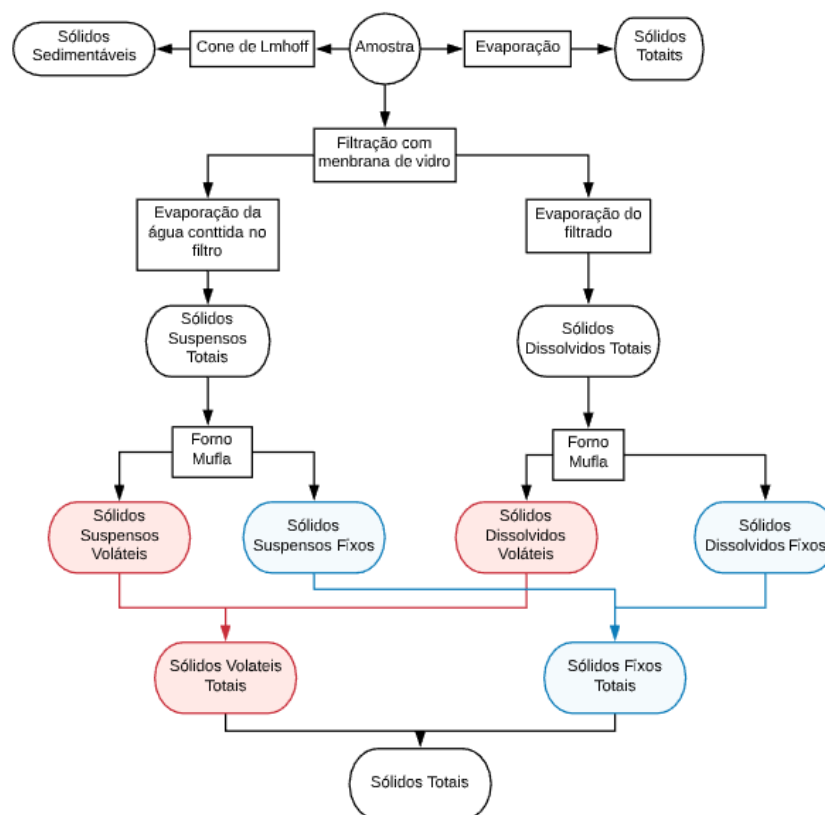 Sólidos
Sedimentáveis
Cone de Lmhoff
Amostra
Evaporação
Sólidos
Totaits
Filtração com
menbrana de vidro
Evaporação da
água conttida no
filtro
Evaporação do
filtrado
Sólidos
Suspensos
Totais
Sólidos
Dissolvidos Totais
Forno
Mufla
Forno
Mufla
Sólidos
Suspensos
Voláteis
Sólidos
Suspensos Fixos
Sólidos
Dissolvidos
Voláteis
Sólidos
Dissolvidos Fixos
Sólidos Volateis
Totais
Sólidos Fixos
Totais
Sólidos Totais